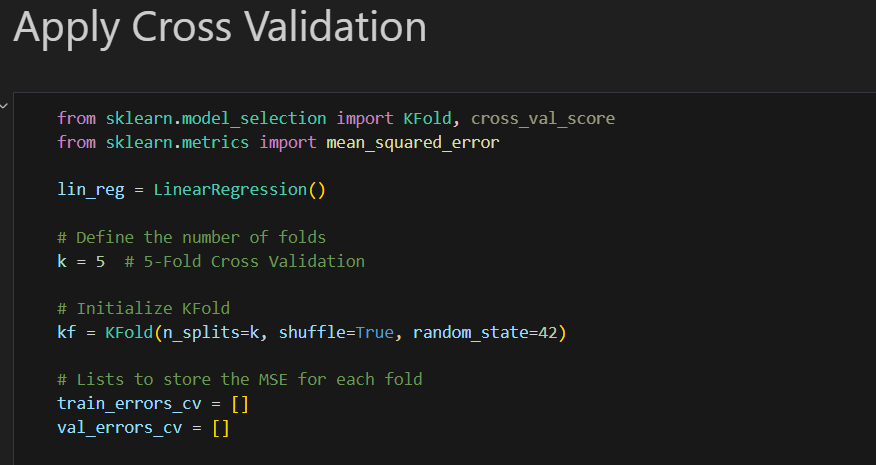 Apply Cross Validation
from sklearn.model_selection import KFold, cross_val_score
from sklearn.metrics import mean_squared_error
lin_reg = LinearRegression()
# Define the number of folds
k = 5  # 5-Fold Cross Validation
# Initialize KFold
kf = KFold(n_splits=k, shuffle=True, random_state=42)
# Lists to store the MSE for each fold
train_errors_cv = []
val_errors_cv = []